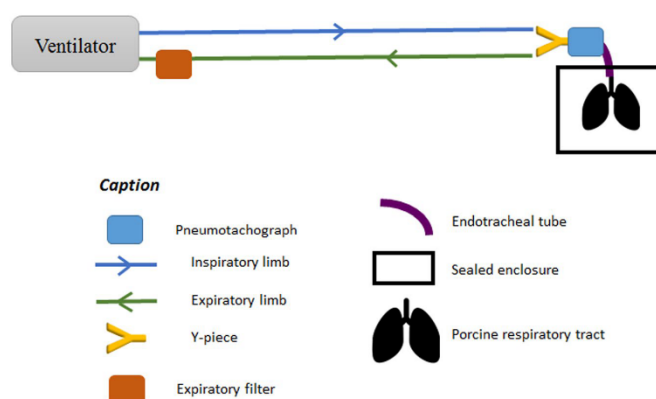 Ventilator
Caption
Pneumotachograph
Inspiratory limb
Expiratory limb
Y-piece
Expiratory filter
Endotracheal tube
Sealed enclosure
Porcine respiratory tract